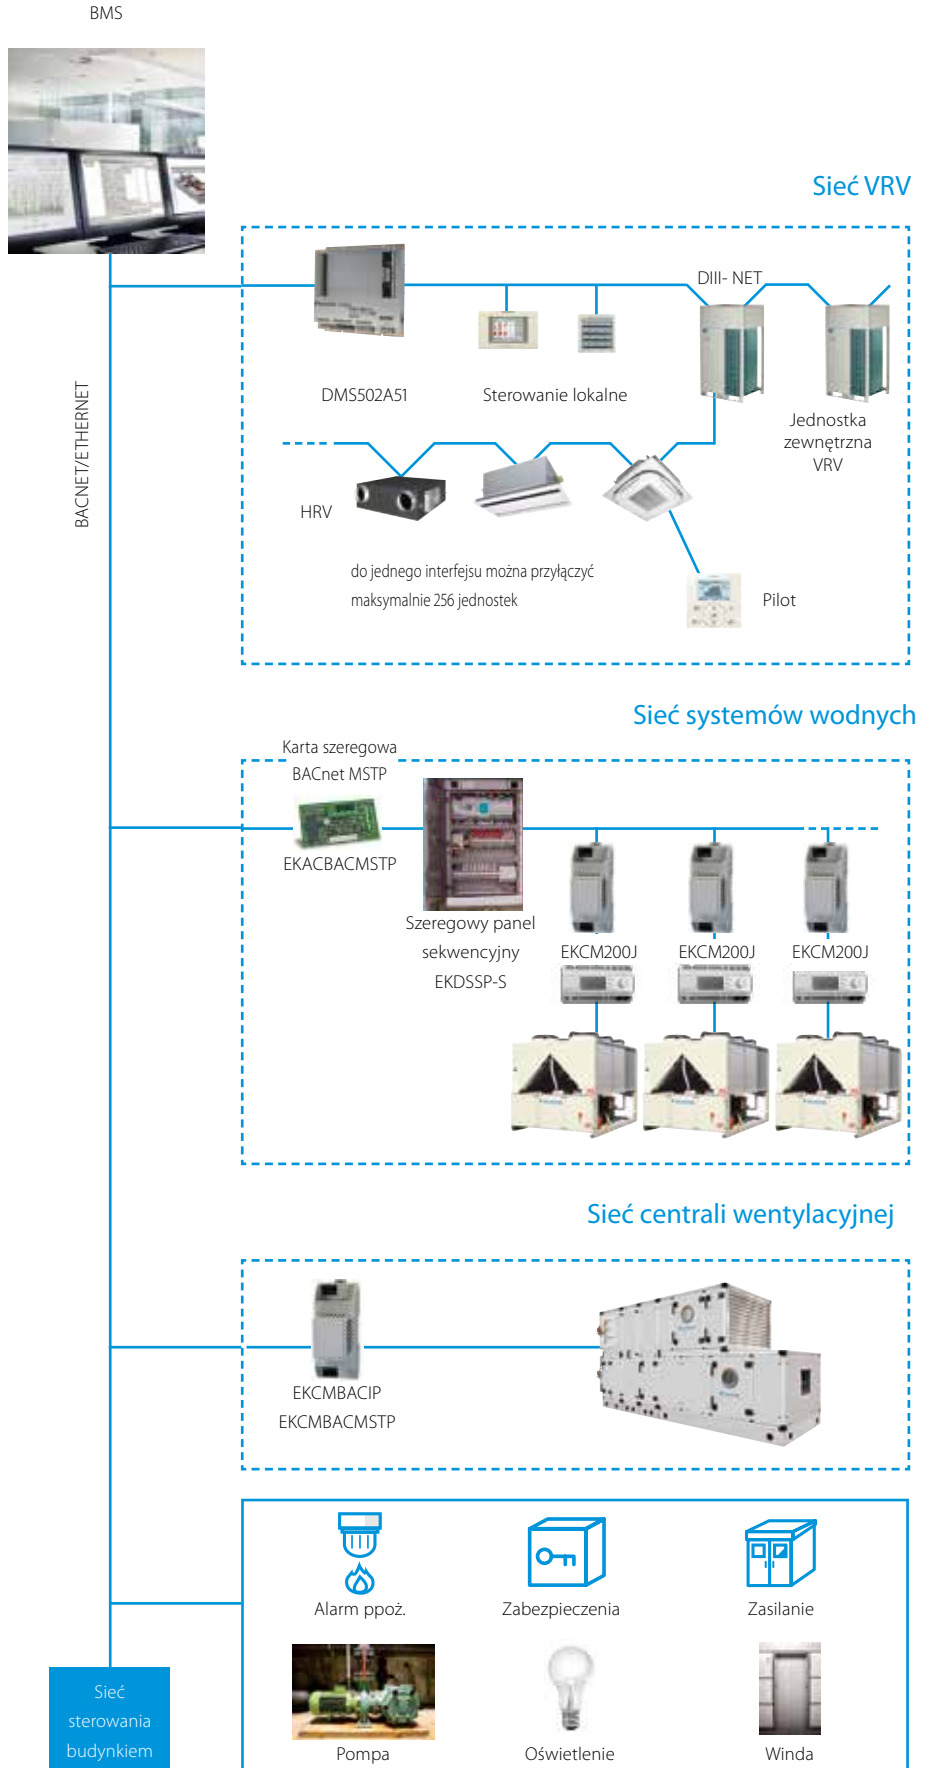 BMS
Sieć VRV
DIII- NET
BACNET/ETHERNET
DMS502A51
Sterowanie lokalne
Jednostka
zewnętrzna
VRV
HRV
do jednego interfejsu można przyłączyć
maksymalnie 256 jednostek
Pilot
Sieć systemów wodnych
Karta szeregowa
BACnet MSTP
EKACBACMSTP
Szeregowy panel
sekwencyjny
EKDSSP-S
EKCM200J
EKCM200J
EKCM200J
Sieć centrali wentylacyjnej
EKCMBACIP
EKCMBACMSTP
Alarm ppoż.
Zabezpieczenia
Zasilanie
Sieć
sterowania
budynkiem
Pompa
Oświetlenie
Winda